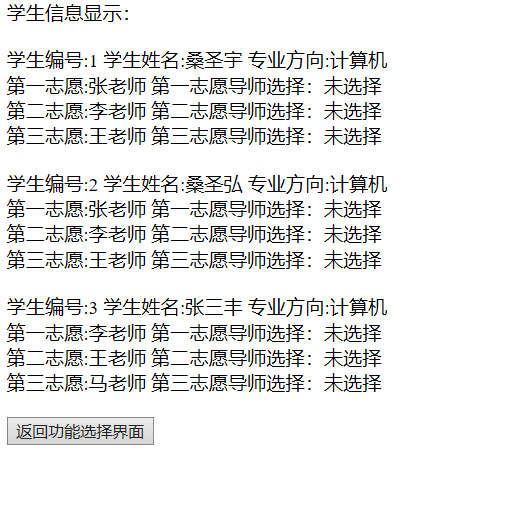 学生信息显示：
学生编号:1 学生姓名:桑圣宇 专业方向:计算机
第一志愿:张老师 第一志愿导师选择：未选择
第二志愿:李老师 第二志愿导师选择：未选择
第三志愿:王老师 第三志愿导师选择：未选择
学生编号:2 学生姓名:桑圣弘 专业方向:计算机
第一志愿:张老师 第一志愿导师选择：未选择
第二志愿:李老师 第二志愿导师选择：未选择
第三志愿:王老师 第三志愿导师选择：未选择
学生编号:3 学生姓名:张三丰 专业方向:计算机
第一志愿:李老师 第一志愿导师选择：未选择
第二志愿:王老师 第二志愿导师选择：未选择
第三志愿:马老师 第三志愿导师选择：未选择
返回功能选择界面